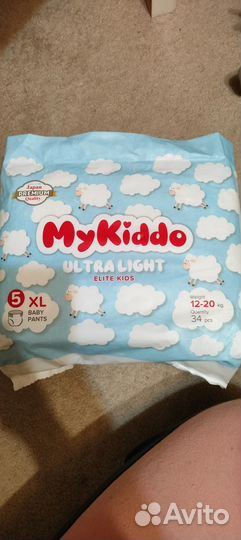 Japan
PREMIUM
Quality
MyKiddo
ULTRA LIGHT
ELITE KIDS
5 XL
BABY
PANTS
Weight
12-20 kg
Quantity
34 pcs
Avito